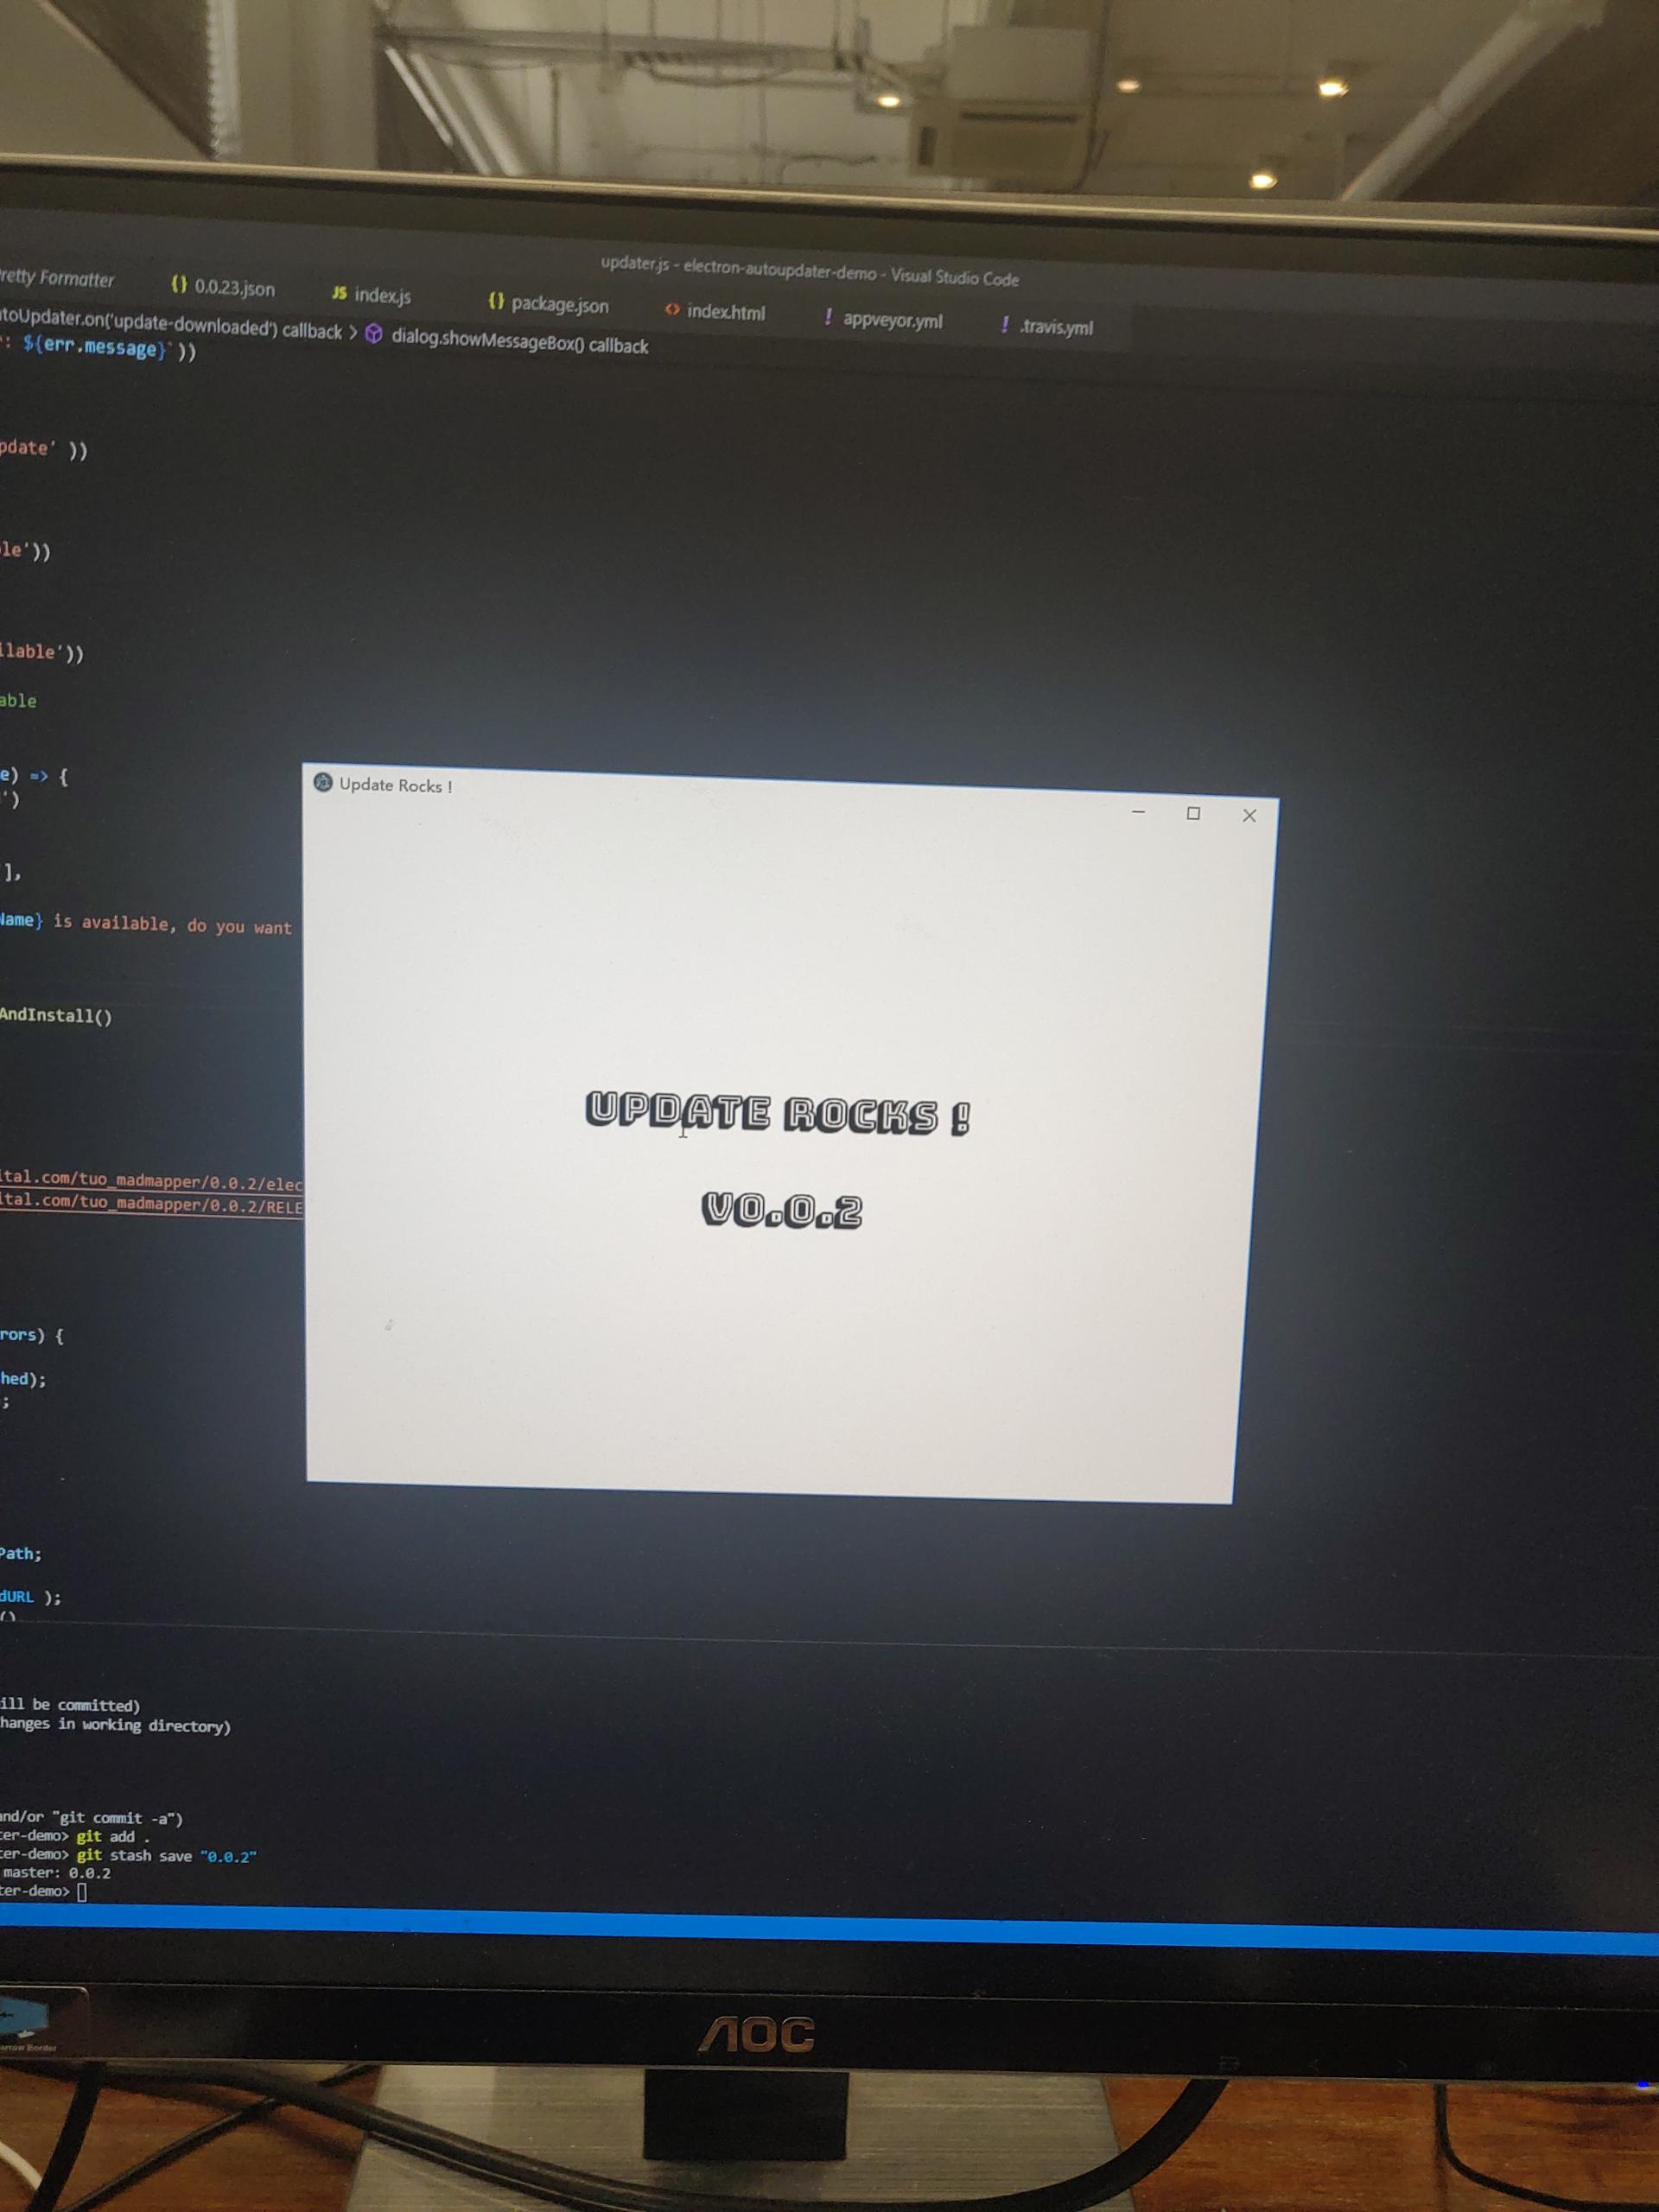 updater.js - electron-autoupdater-demo - Visual Studio Code
retty Formatter {} 0.0.23.json JS index.js {} package.json <> index.html ! appveyor.yml ! .travis.yml
toUpdater.on('update-downloaded') callback > dialog.showMessageBox() callback
: ${err.message}`))
pdate' ))
le'))
ilable'))
able
e) => {
')
'],
Name} is available, do you want
AndInstall()
ital.com/tuo_madmapper/0.0.2/elec
ital.com/tuo_madmapper/0.0.2/RELE
rors) {
hed);
;
Path;
dURL );
()
Update Rocks !
UPDATE ROCKS !
V0.0.2
ill be committed)
hanges in working directory)
and/or "git commit -a")
ter-demo> git add .
ter-demo> git stash save "0.0.2"
master: 0.0.2
ter-demo>
AOC
arrow Border